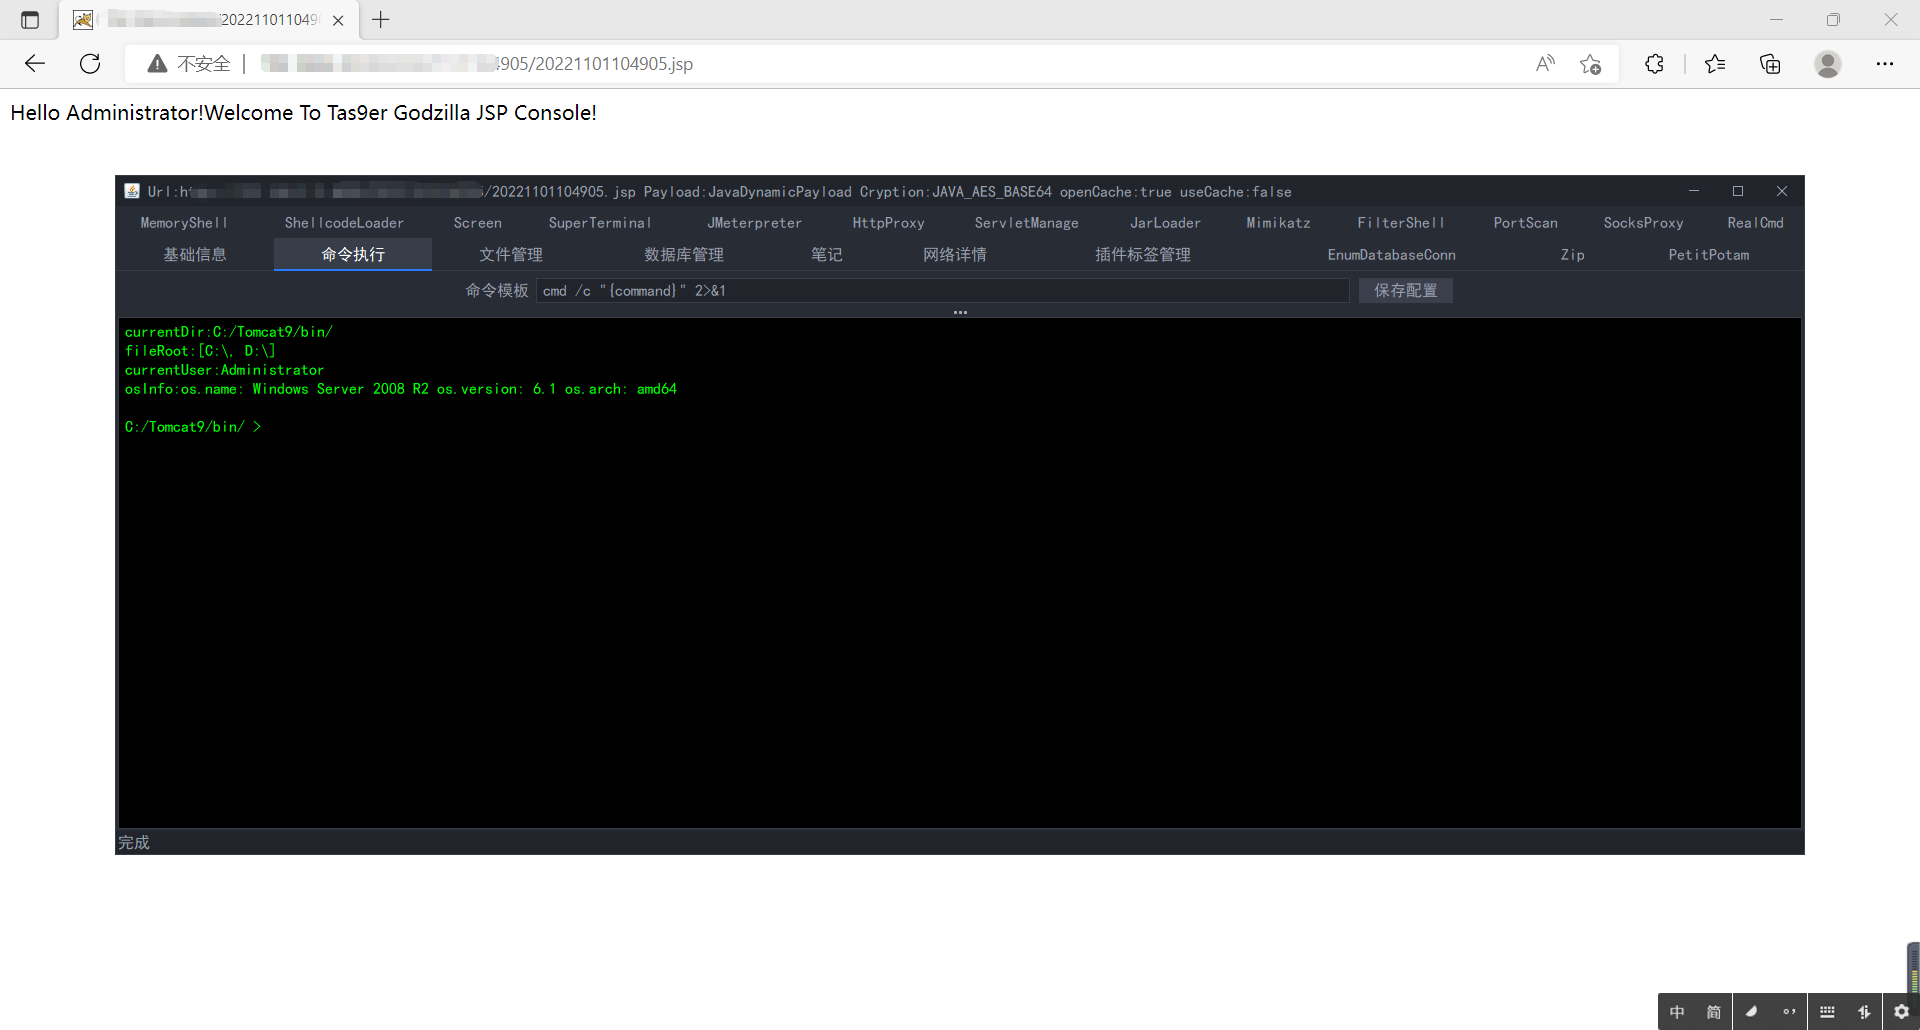 /2022110110490
不安全
4905/20221101104905.jsp
Hello Administrator!Welcome To Tas9er Godzilla JSP Console!
Url:h /20221101104905.jsp Payload:JavaDynamicPayload Cryption:JAVA_AES_BASE64 openCache:true useCache:false
MemoryShell ShellcodeLoader Screen SuperTerminal JMeterpreter HttpProxy ServletManage JarLoader Mimikatz FilterShell PortScan SocksProxy RealCmd
基础信息 命令执行 文件管理 数据库管理 笔记 网络详情 插件标签管理 EnumDatabaseConn Zip PetitPotam
命令模板 cmd /c "{command}" 2>&1 保存配置
currentDir:C:/Tomcat9/bin/
fileRoot:[C:\, D:\]
currentUser:Administrator
osInfo:os.name: Windows Server 2008 R2 os.version: 6.1 os.arch: amd64
C:/Tomcat9/bin/ >
完成
中 简